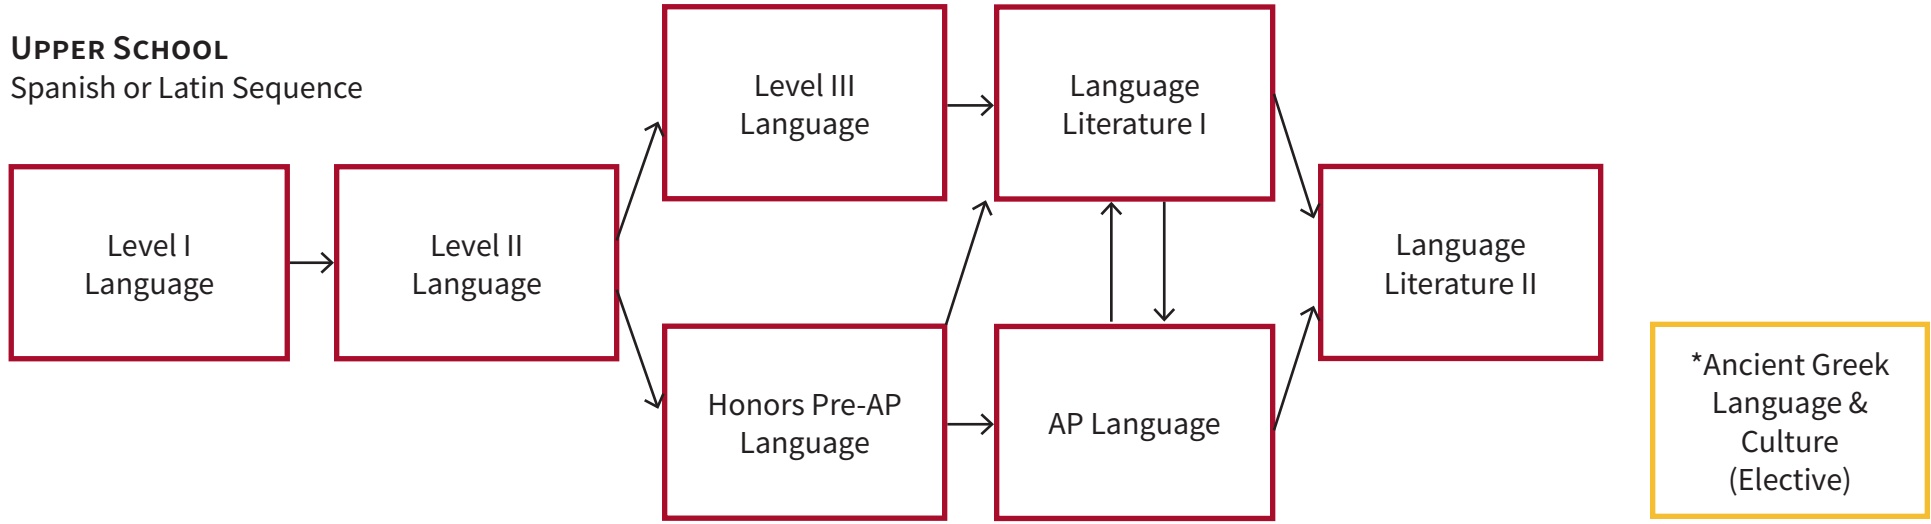 UPPER SCHOOL
Spanish or Latin Sequence
Level I
Language
Level II
Language
Level III
Language
Honors Pre-AP
Language
Language
Literature I
AP Language
Language
Literature II
*Ancient Greek
Language &
Culture
(Elective)